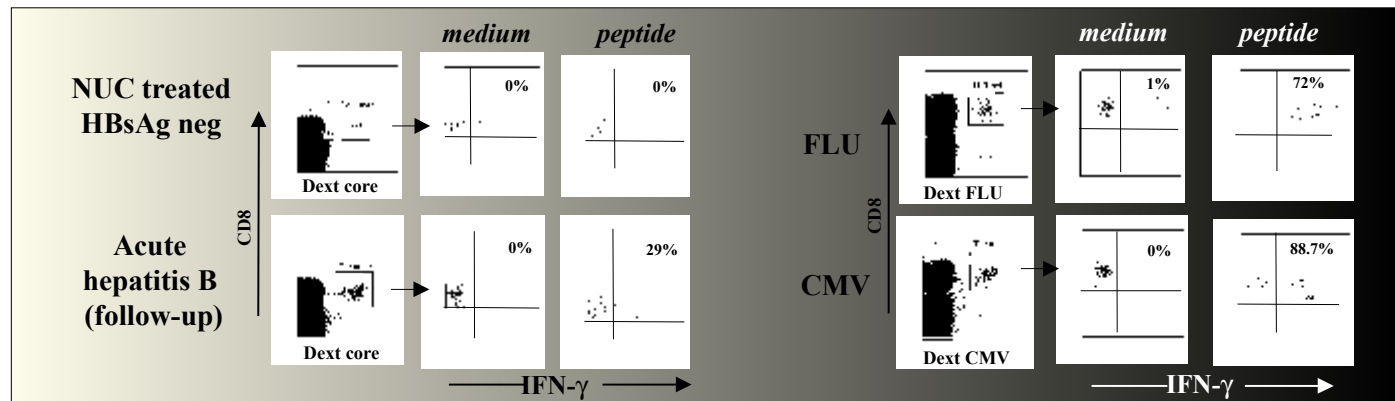 medium peptide
NUC treated
HBsAg neg
CD8
Dext core
0%
0%
Acute
hepatitis B
(follow-up)
Dext core
0%
29%
IFN-γ
medium peptide
FLU
CD8
Dext FLU
1%
72%
CMV
Dext CMV
0%
88.7%
IFN-γ